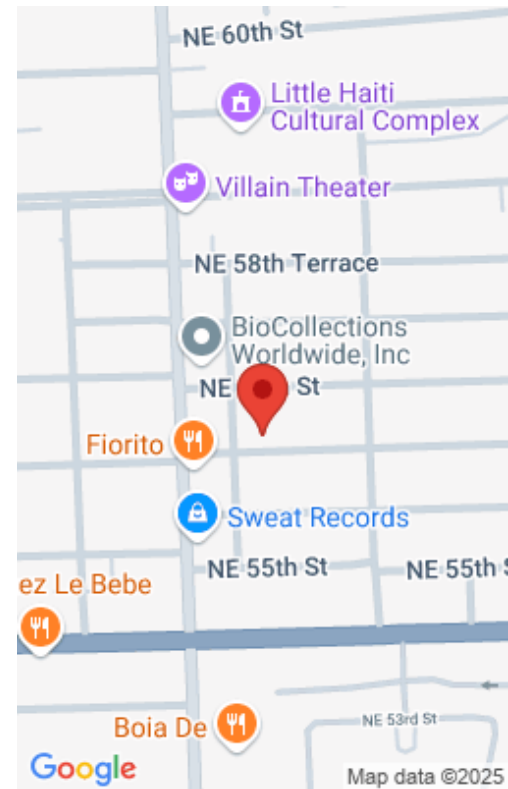 NE 60th St
Little Haiti
Cultural Complex
Villain Theater
NE 58th Terrace
BioCollections
Worldwide, Inc
NE St
Fiorito
Sweat Records
NE 55th St
NE 55th S
ez Le Bebe
NE 53rd St
Boia De
Google
Map data ©2025